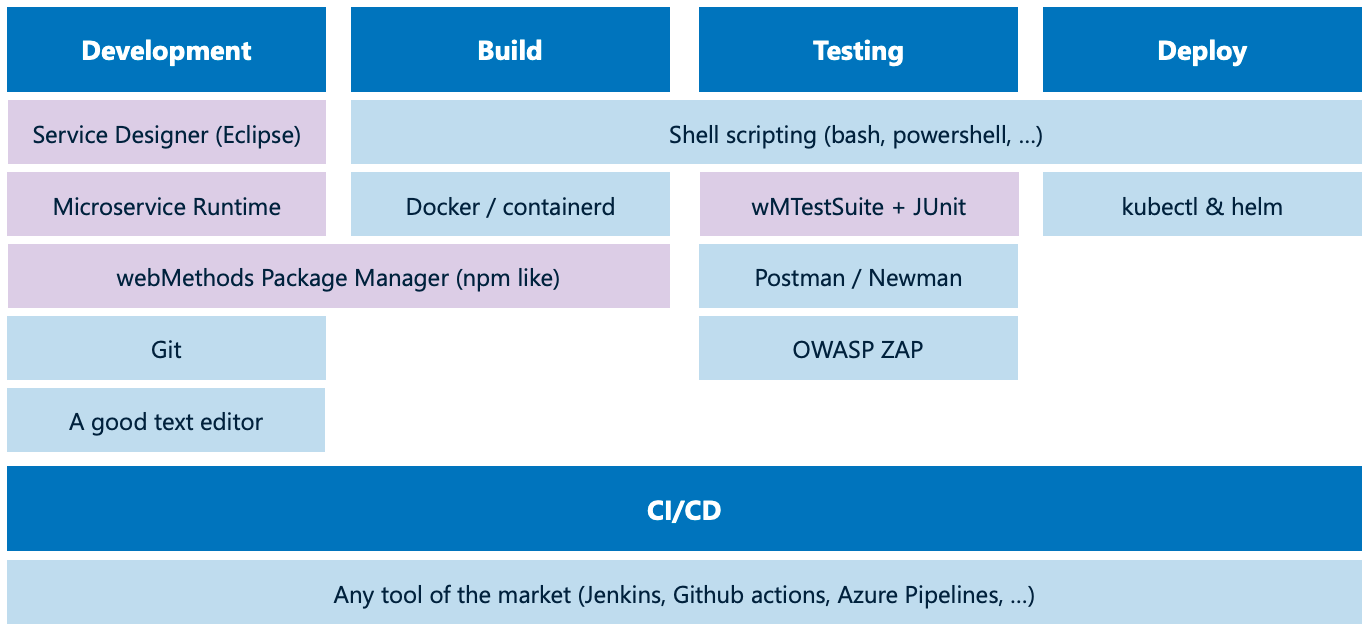 Development
Build
Testing
Deploy
Service Designer (Eclipse)
Shell scripting (bash, powershell, ...)
Microservice Runtime
Docker / containerd
wMTestSuite + JUnit
kubectl & helm
webMethods Package Manager (npm like)
Postman / Newman
Git
OWASP ZAP
A good text editor
CI/CD
Any tool of the market (Jenkins, Github actions, Azure Pipelines, ...)